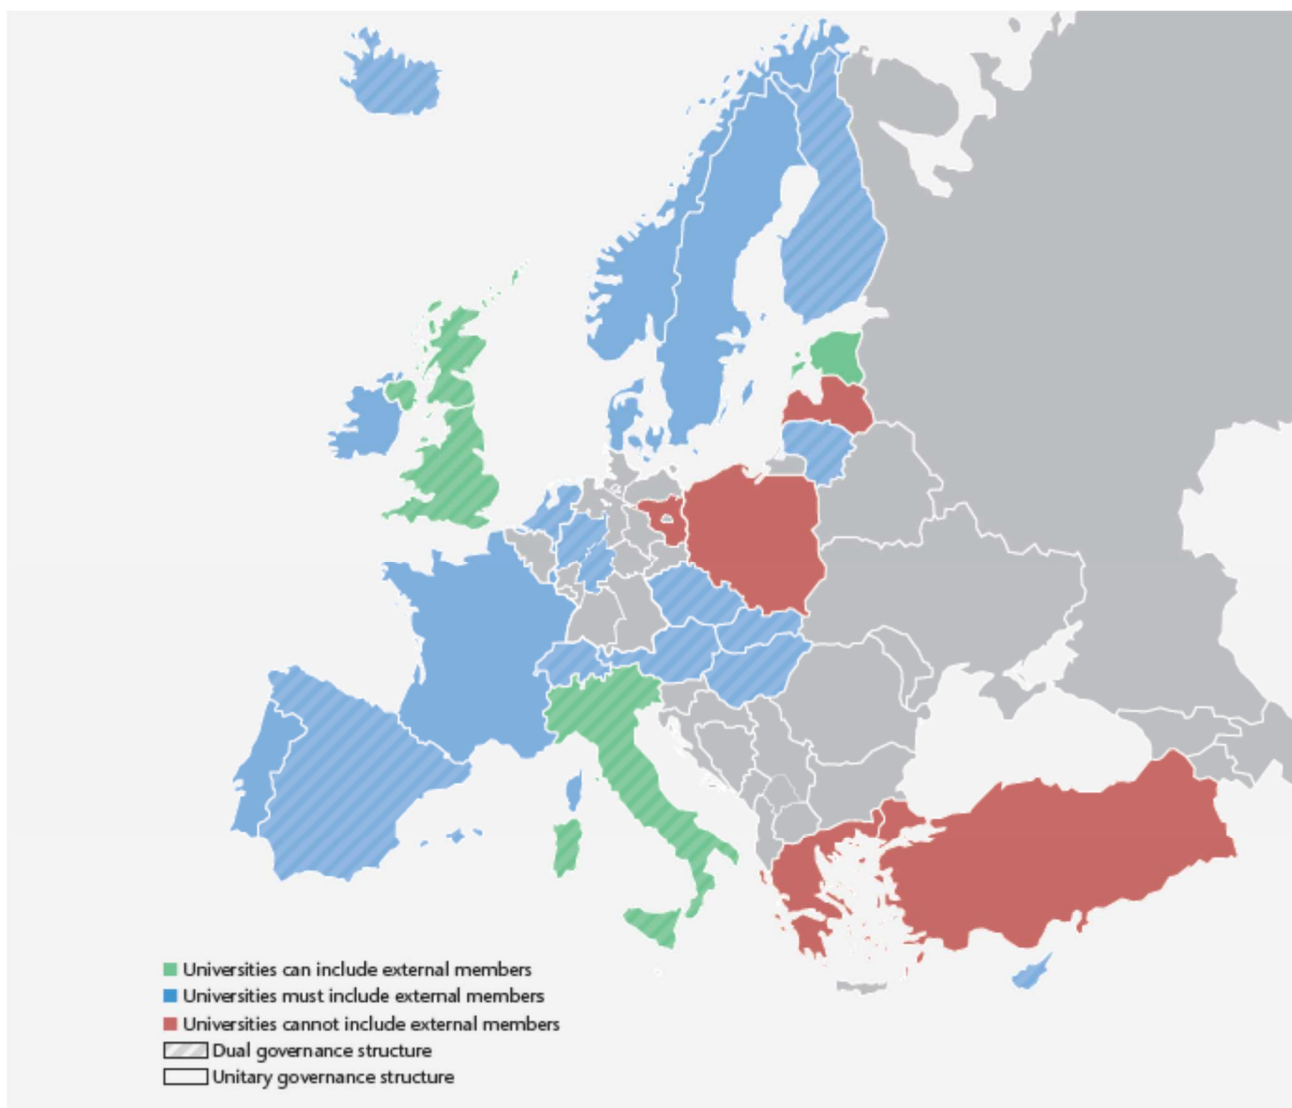 Universities can include external members
Universities must include external members
Universities cannot include external members
Dual governance structure
Unitary governance structure